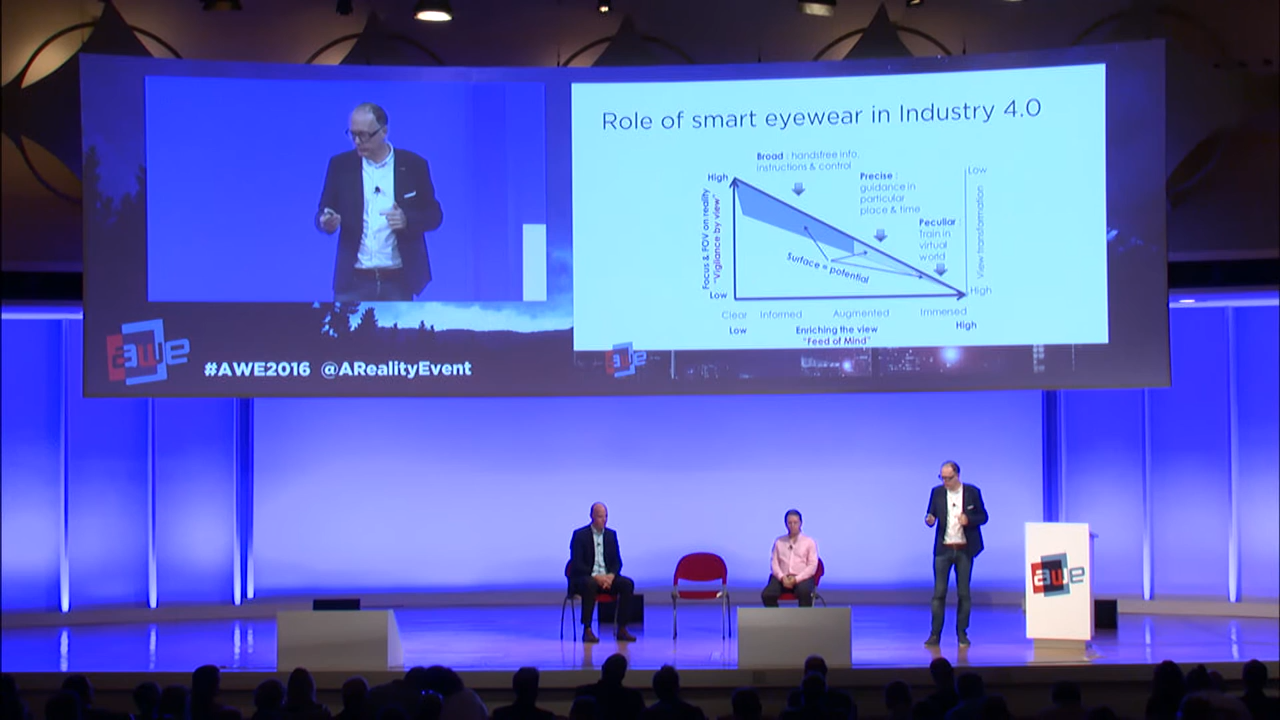 Role of smart eyewear in Industry 4.0
Broad : handsfree info,
instructions & control
High
Low
Precise :
guidance in
particular
place & time
Peculiar :
Train in
virtual
world
Focus & FOV on reality
"Vigilance by view"
View transformation
Surface = potential
Low
High
Clear
Informed
Augmented
Immersed
Low
Enriching the view
High
"Feed of Mind"
awe
awe
#AWE2016 @ARealityEvent
awe